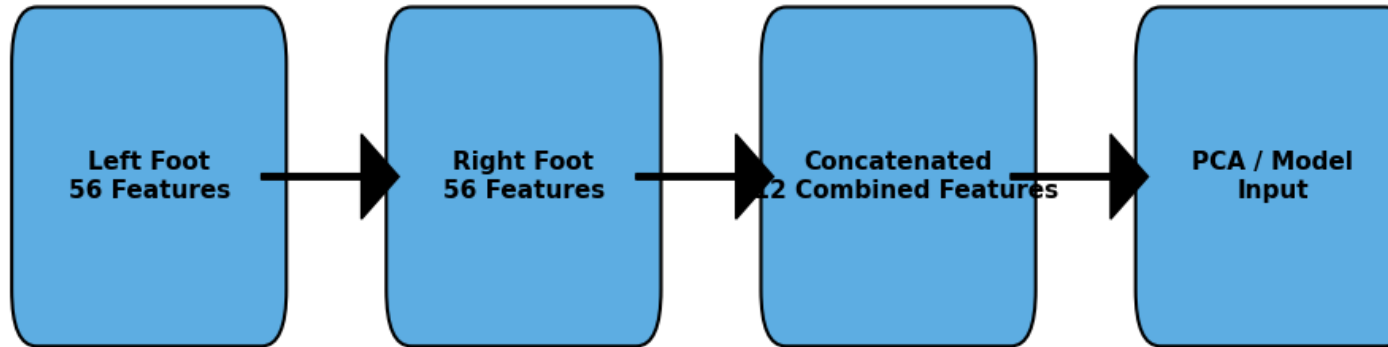 Left Foot
56 Features
Right Foot
56 Features
Concatenated
Combined Features
PCA / Model
Input